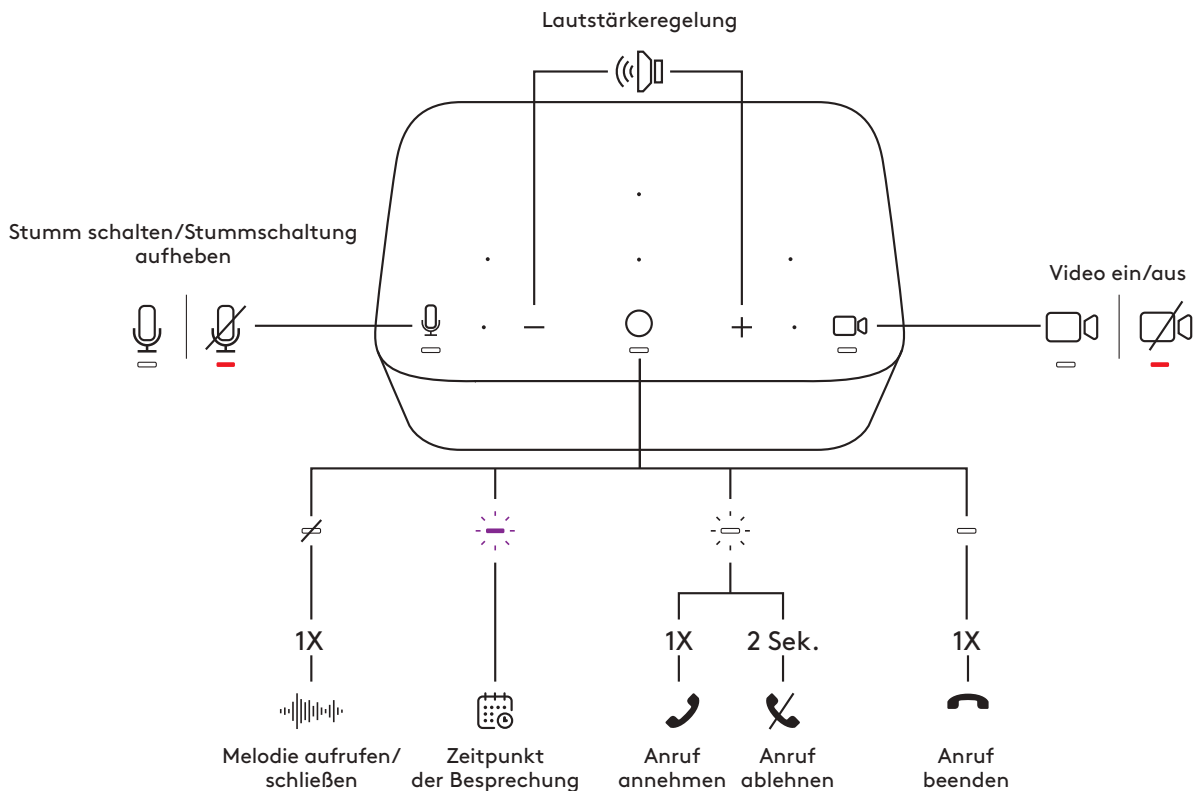 Lautstärkeregelung
Stumm schalten/Stummschaltung
aufheben
Video ein/aus
1X
1X
2 Sek.
1X
Melodie aufrufen/
schließen
Zeitpunkt
der Besprechung
Anruf
annehmen
Anruf
ablehnen
Anruf
beenden